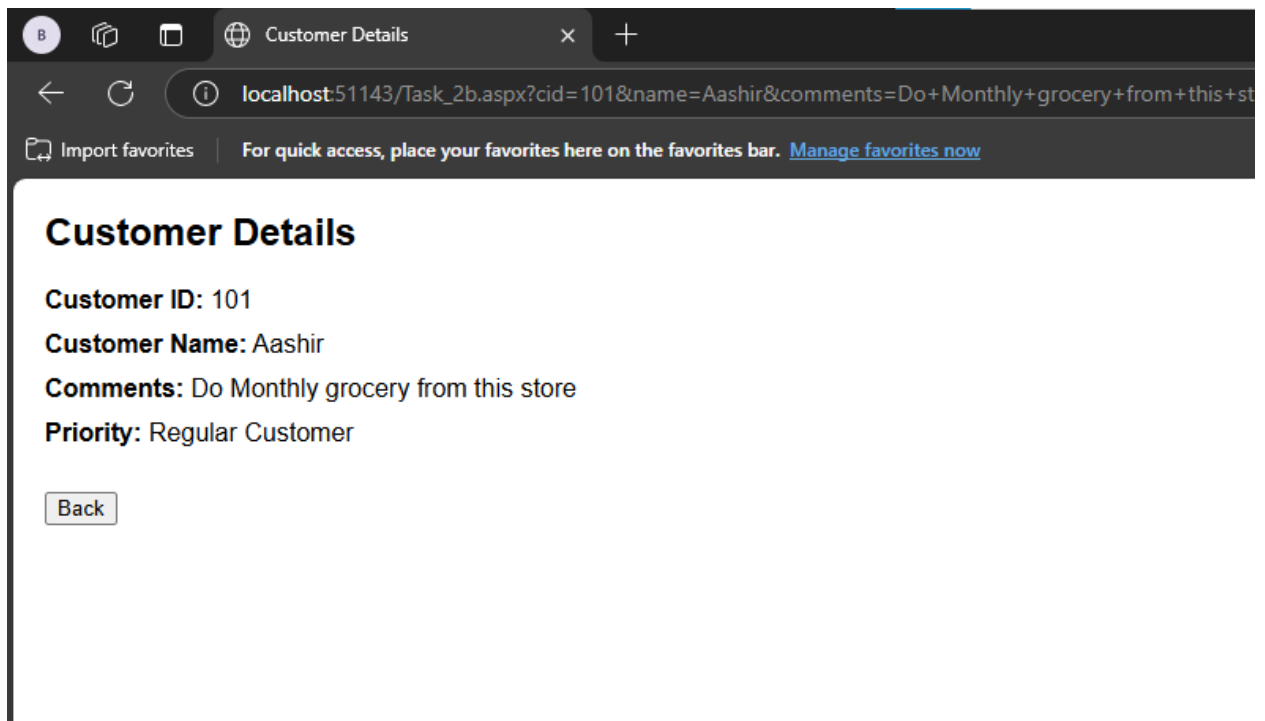 B
Customer Details
localhost:51143/Task_2b.aspx?cid=101&name=Aashir&comments=Do+Monthly+grocery+from+this+st
Import favorites
For quick access, place your favorites here on the favorites bar. Manage favorites now
Customer Details
Customer ID: 101
Customer Name: Aashir
Comments: Do Monthly grocery from this store
Priority: Regular Customer
Back